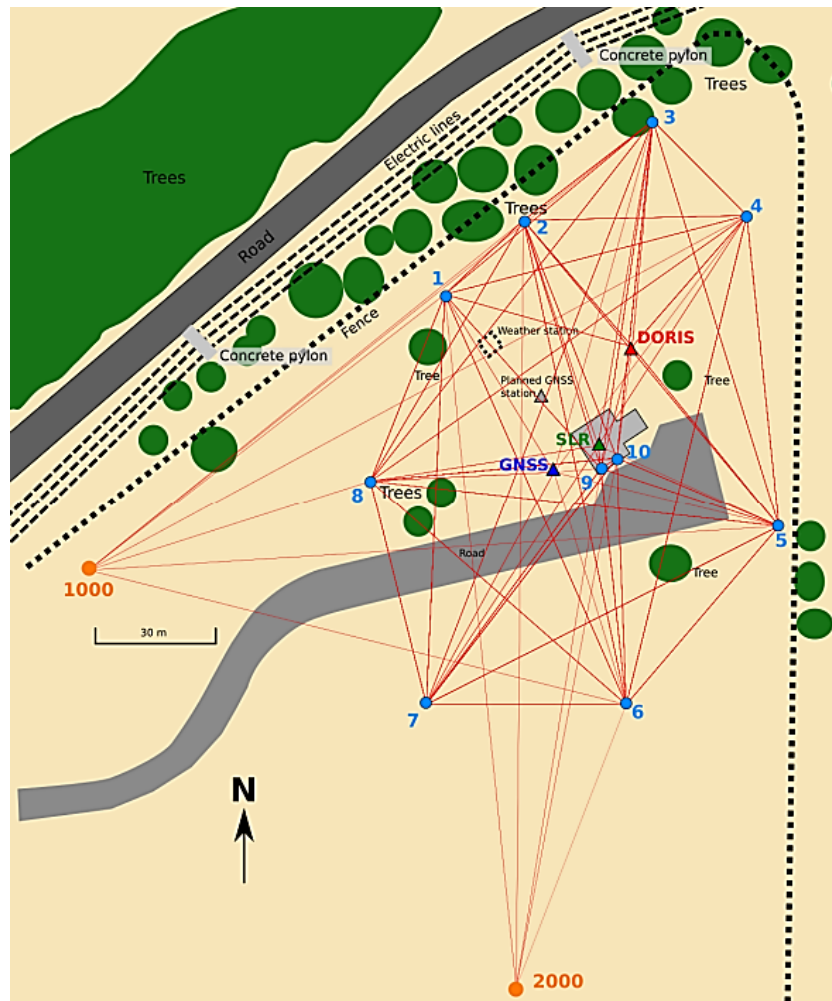 Concrete pylon
Trees
3
Electric lines
Trees
Trees
4
2
Road
1
Fence
Weather station
DORIS
Concrete pylon
Tree
Planned GNSS
station
Tree
SLR
10
GNSS
9
8
Trees
5
Road
Tree
1000
30 m
7
6
N
2000